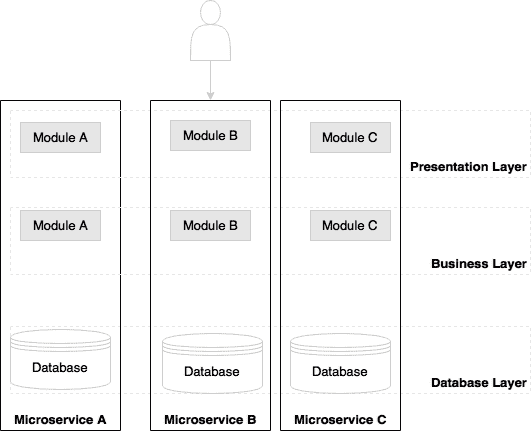 Module A
Module B
Module C
Presentation Layer
Module A
Module B
Module C
Business Layer
Database
Database
Database
Database Layer
Microservice A
Microservice B
Microservice C